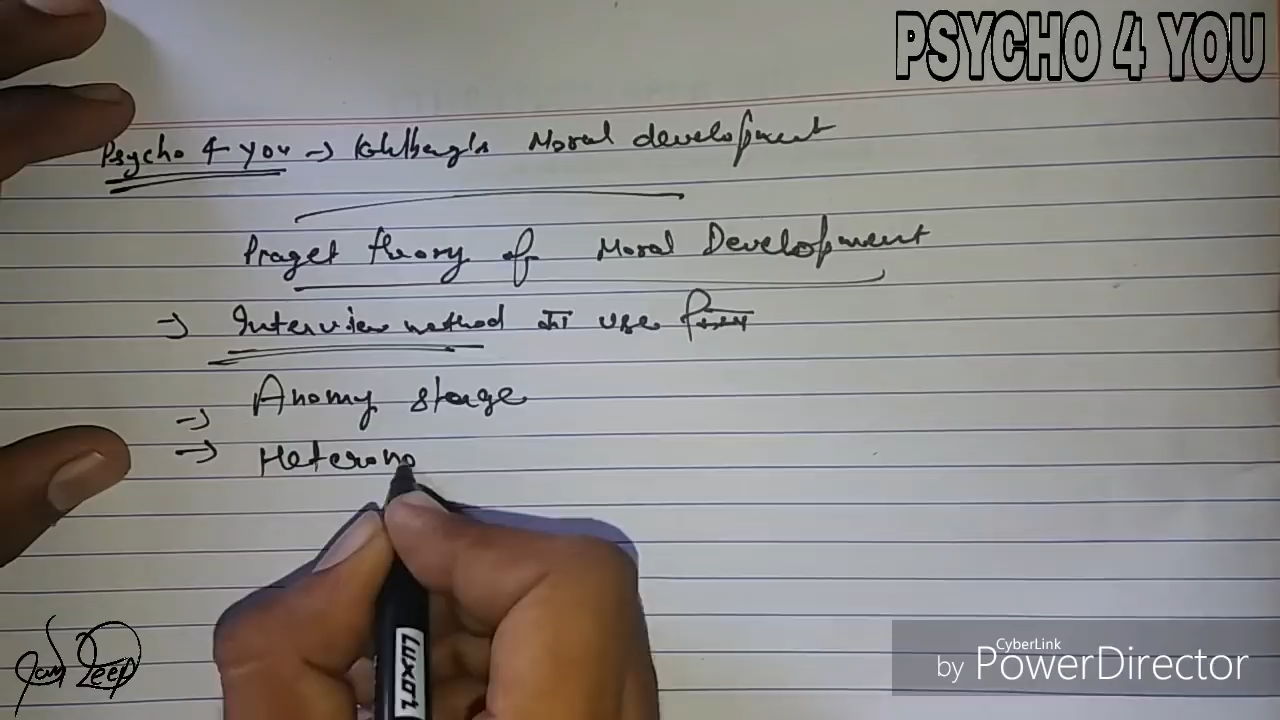 PSYCHO 4 YOU
Psycho 4 you → Kohlberg's Moral development
Piaget theory of Moral Development
→ Interview method का use किया
→ Anomy stage
→ Heterono
LUXOR
CyberLink
by PowerDirector